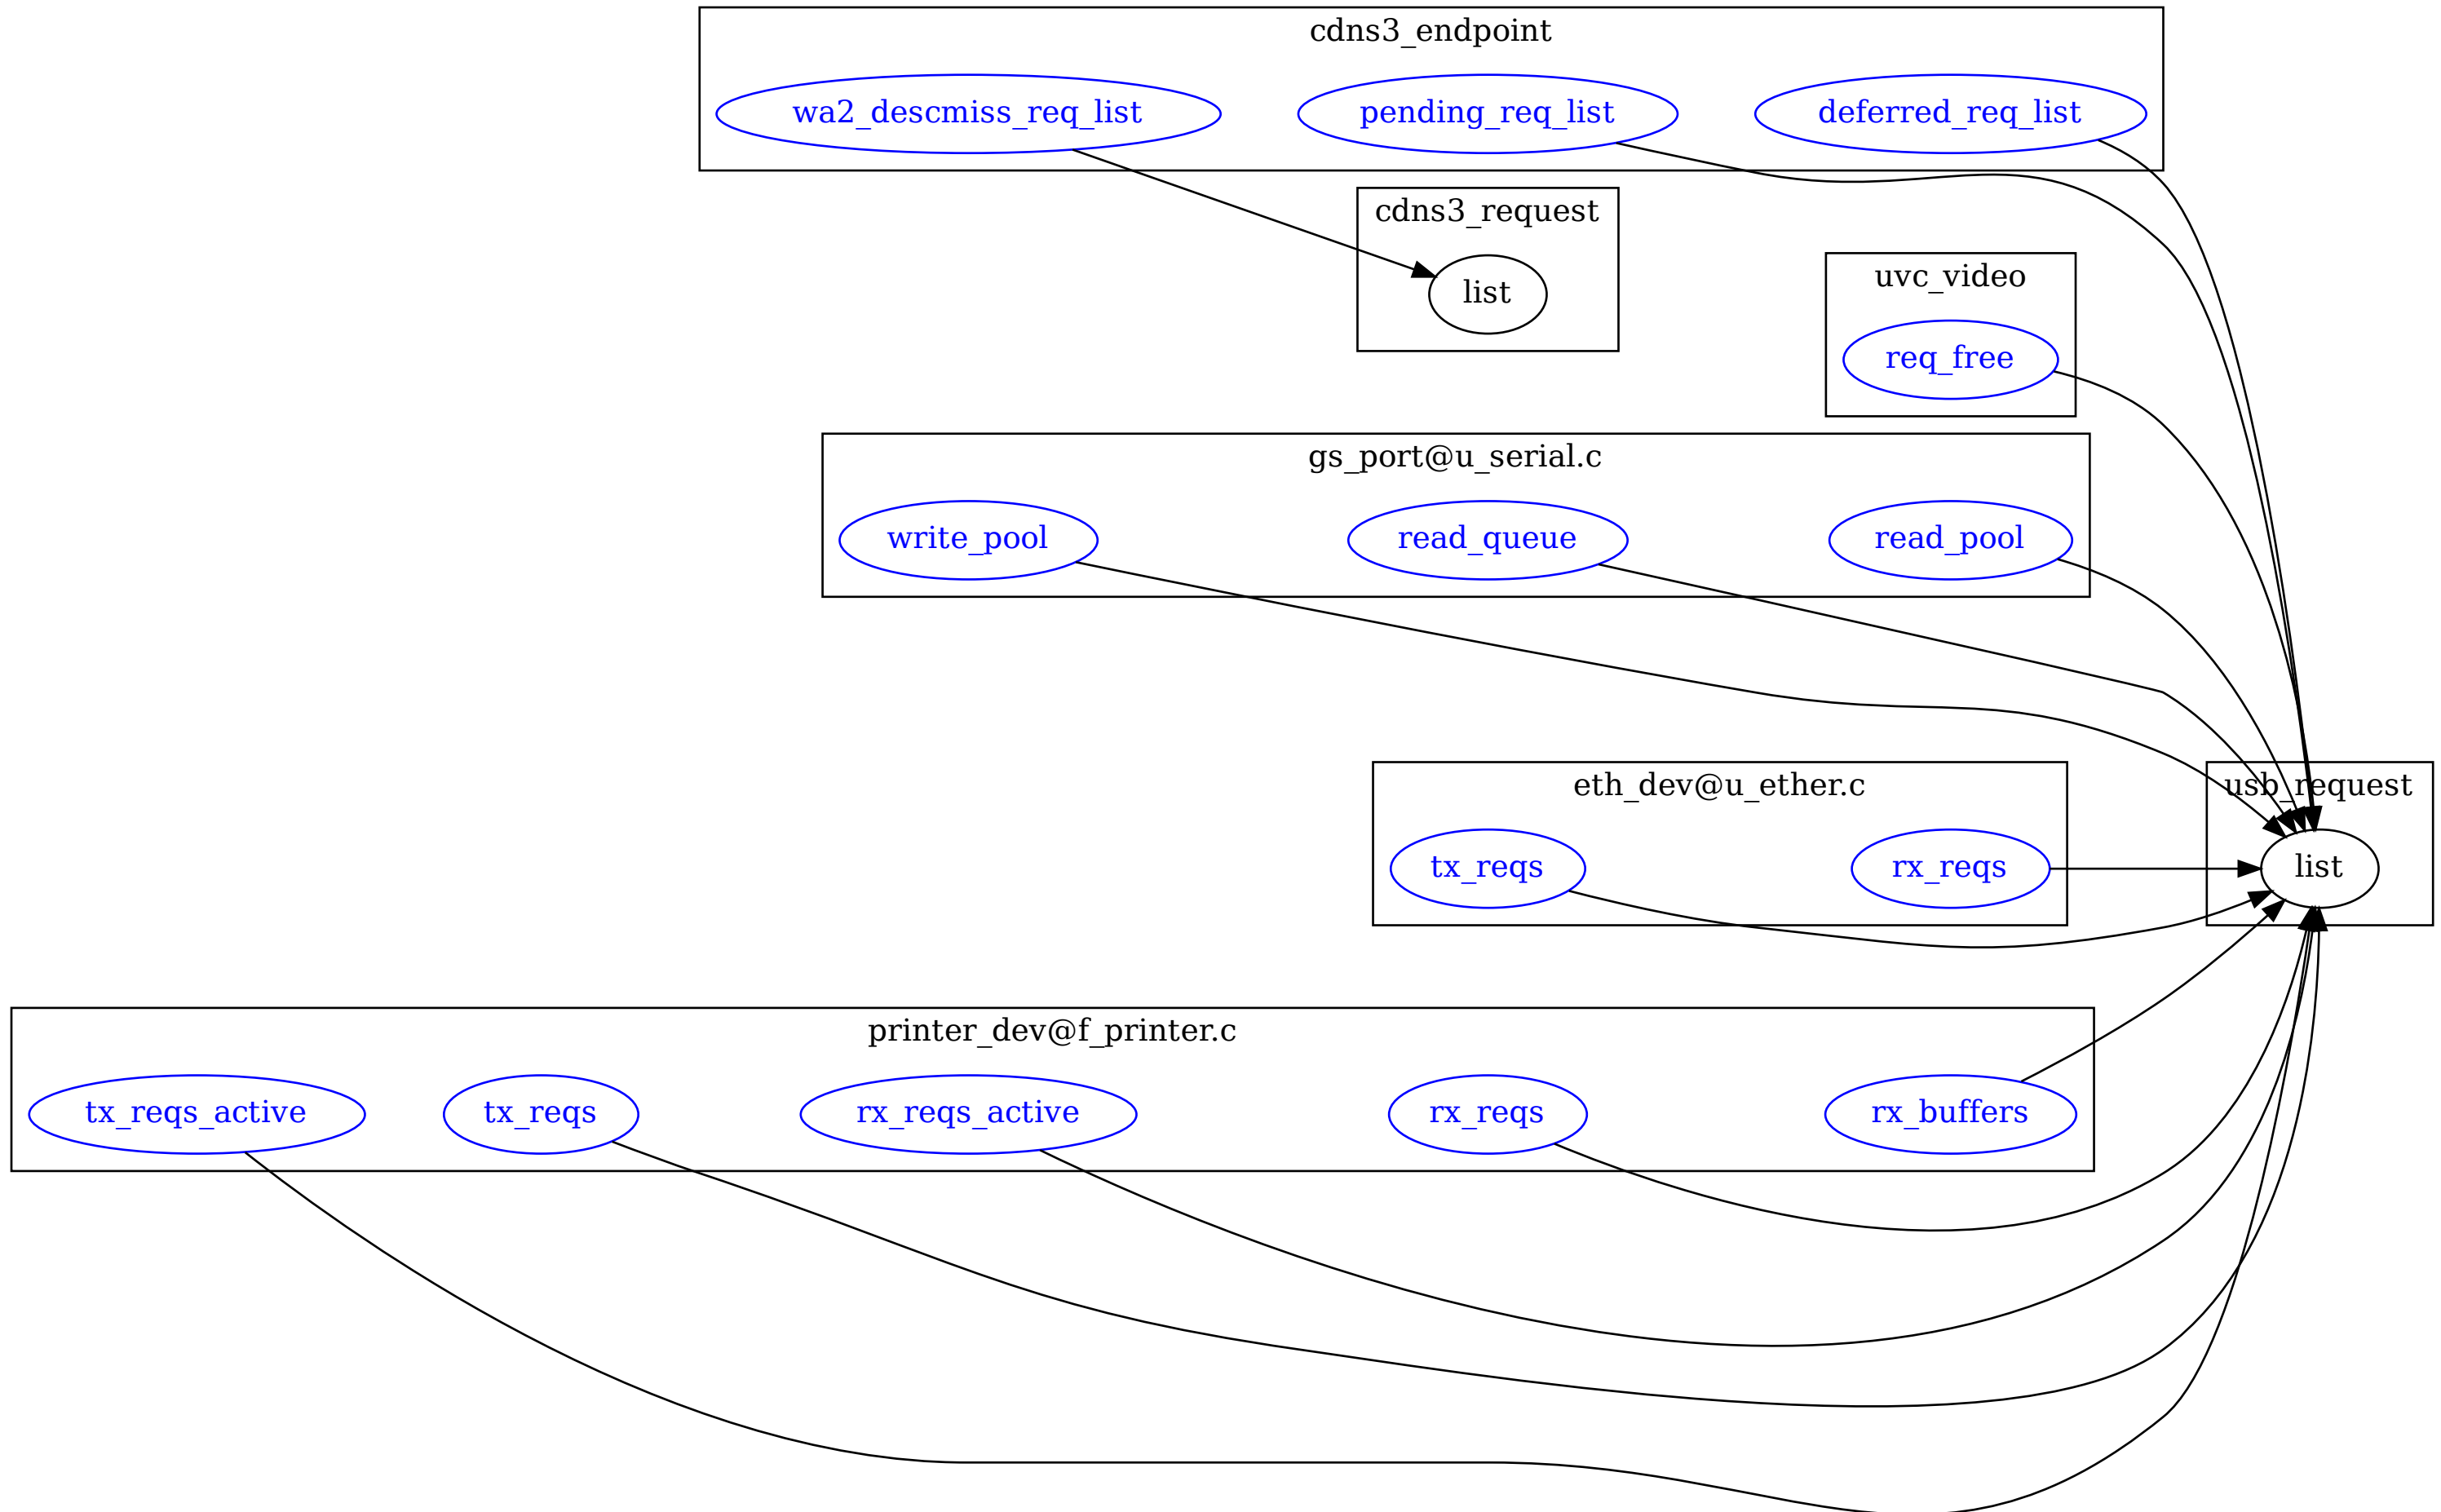 cdns3_endpoint
wa2_descmiss_req_list
pending_req_list
deferred_req_list
cdns3_request
list
uvc_video
req_free
gs_port@u_serial.c
write_pool
read_queue
read_pool
eth_dev@u_ether.c
tx_reqs
rx_reqs
usb_request
list
printer_dev@f_printer.c
tx_reqs_active
tx_reqs
rx_reqs_active
rx_reqs
rx_buffers